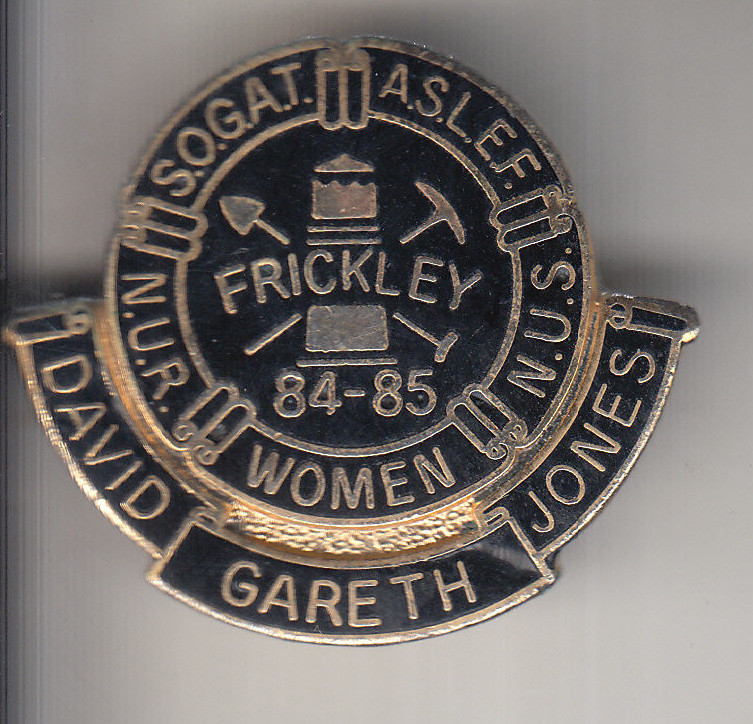 S.O.G.A.T.
A.S.L.E.F.
N.U.S.
WOMEN
N.U.R.
FRICKLEY
84-85
DAVID
GARETH
JONES